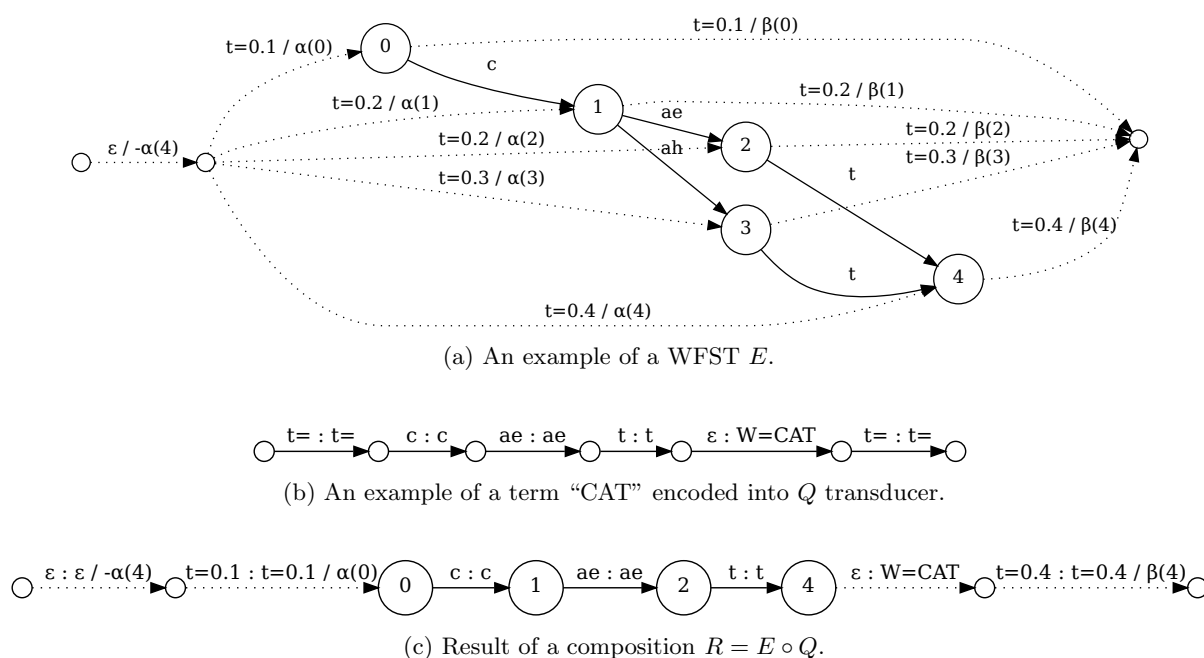 t=0.1 / α(0)
0
t=0.1 / β(0)
c
t=0.2 / α(1)
1
t=0.2 / β(1)
ae
ε / -α(4)
t=0.2 / α(2)
ah
2
t=0.2 / β(2)
t=0.3 / β(3)
t=0.3 / α(3)
t
3
t=0.4 / β(4)
t
4
t=0.4 / α(4)
(a) An example of a WFST E.
t= : t= c : c ae : ae t : t ε : W=CAT t= : t=
(b) An example of a term “CAT” encoded into Q transducer.
ε : ε / -α(4) t=0.1 : t=0.1 / α(0) 0 c : c 1 ae : ae 2 t : t 4 ε : W=CAT t=0.4 : t=0.4 / β(4)
(c) Result of a composition R = E ∘ Q.